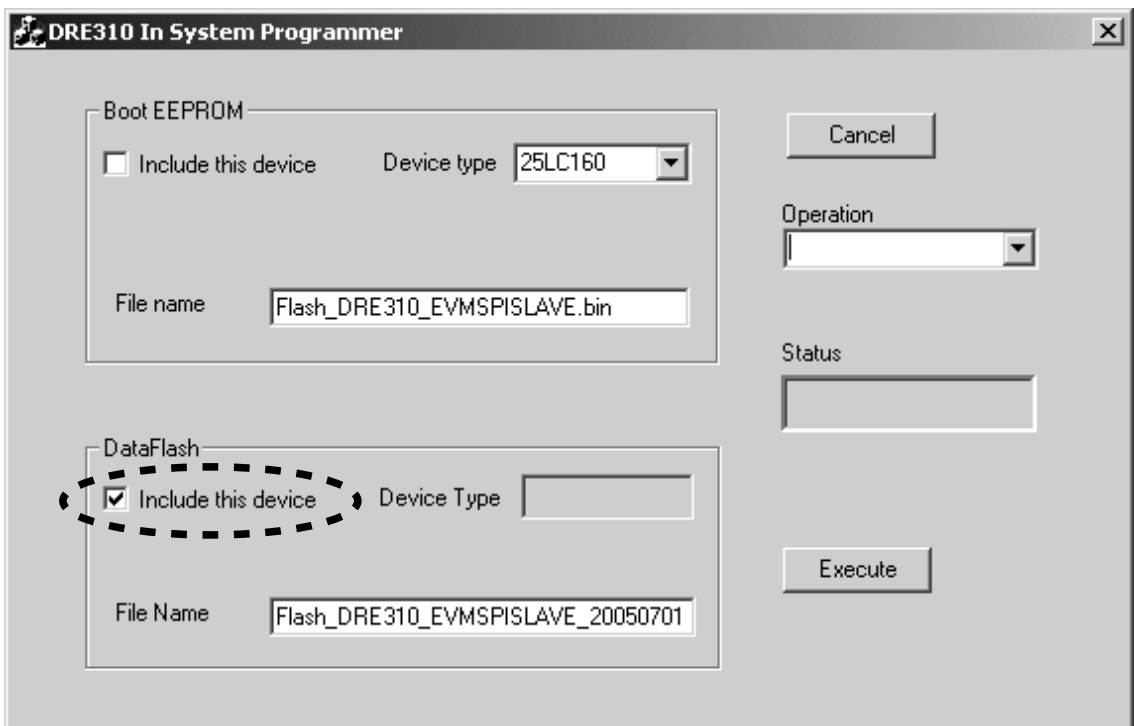 DRE310 In System Programmer
Boot EEPROM
Include this device
Device type
25LC160
File name
Flash_DRE310_EVMSPISLAVE.bin
DataFlash
Include this device
Device Type
File Name
Flash_DRE310_EVMSPISLAVE_20050701
Cancel
Operation
Status
Execute